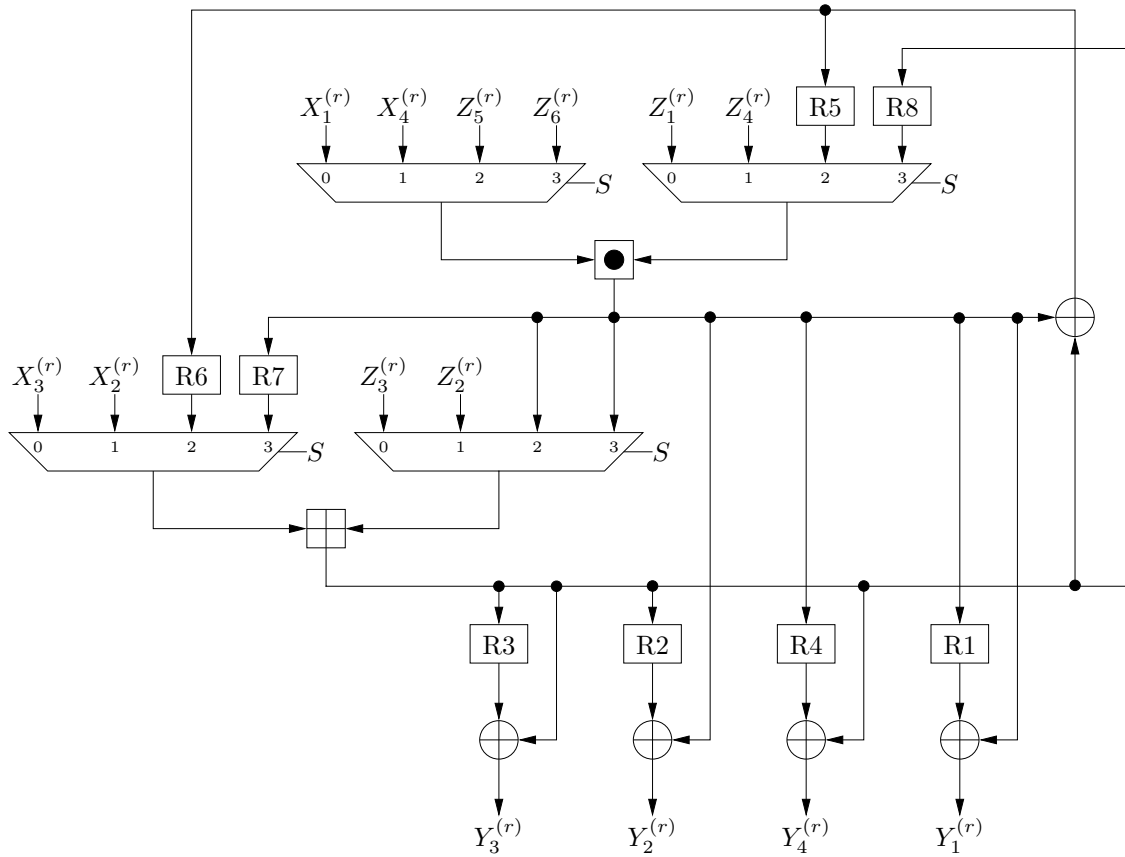 R5 R8
X_1^{(r)} X_4^{(r)} Z_5^{(r)} Z_6^{(r)} Z_1^{(r)} Z_4^{(r)}
0 1 2 3 S 0 1 2 3 S
X_3^{(r)} X_2^{(r)} R6 R7 Z_3^{(r)} Z_2^{(r)}
0 1 2 3 S 0 1 2 3 S
R3 R2 R4 R1
Y_3^{(r)} Y_2^{(r)} Y_4^{(r)} Y_1^{(r)}